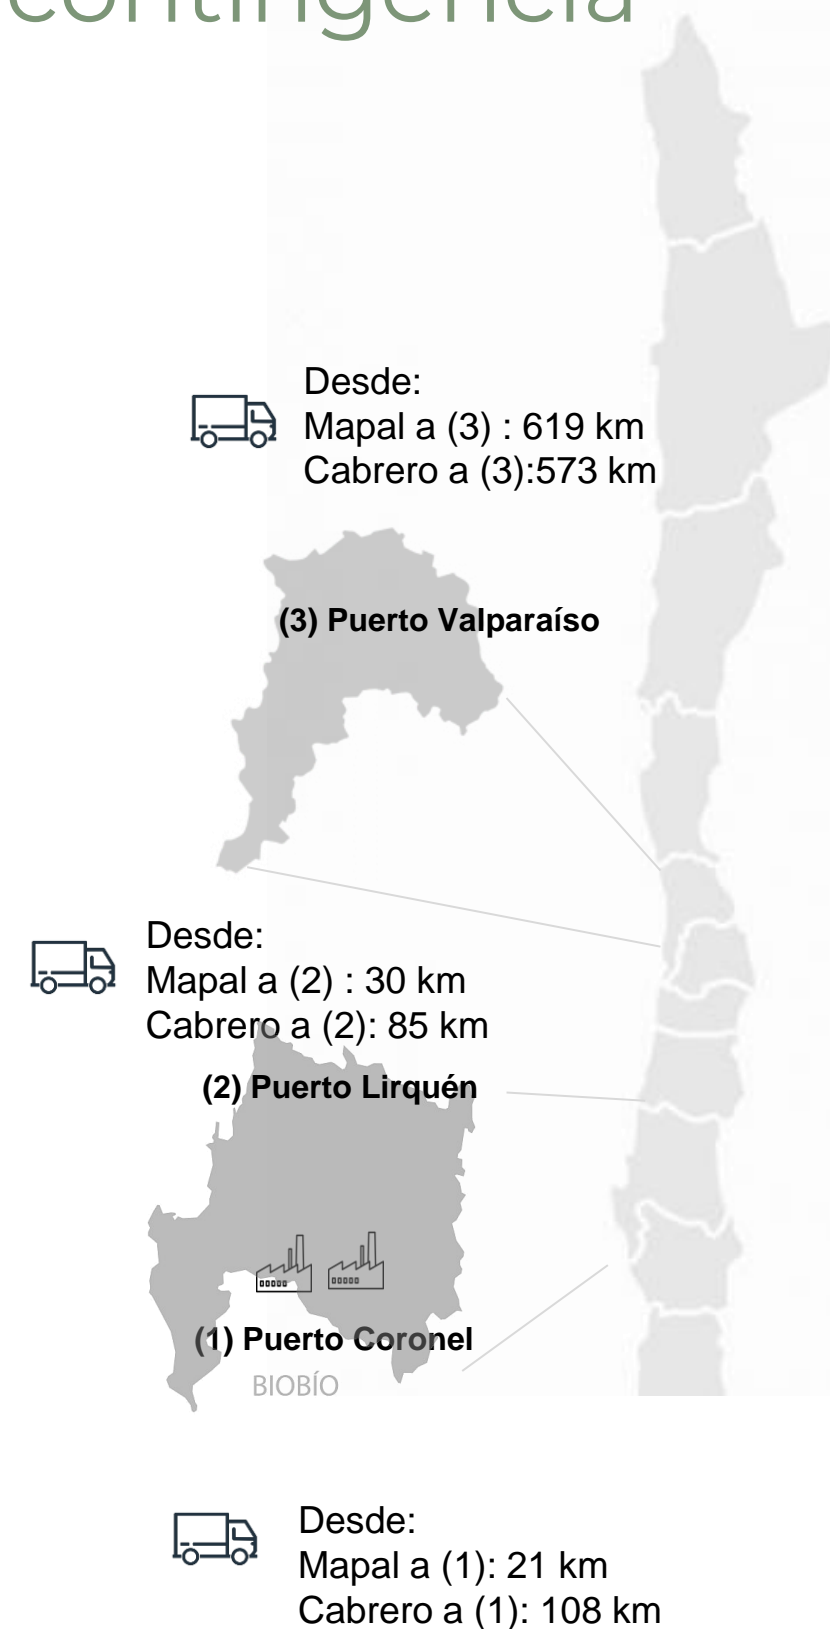 contingencia
Desde:
Mapal a (3) : 619 km
Cabrero a (3):573 km
(3) Puerto Valparaíso
Desde:
Mapal a (2) : 30 km
Cabrero a (2): 85 km
(2) Puerto Lirquén
(1) Puerto Coronel
BIOBÍO
Desde:
Mapal a (1): 21 km
Cabrero a (1): 108 km